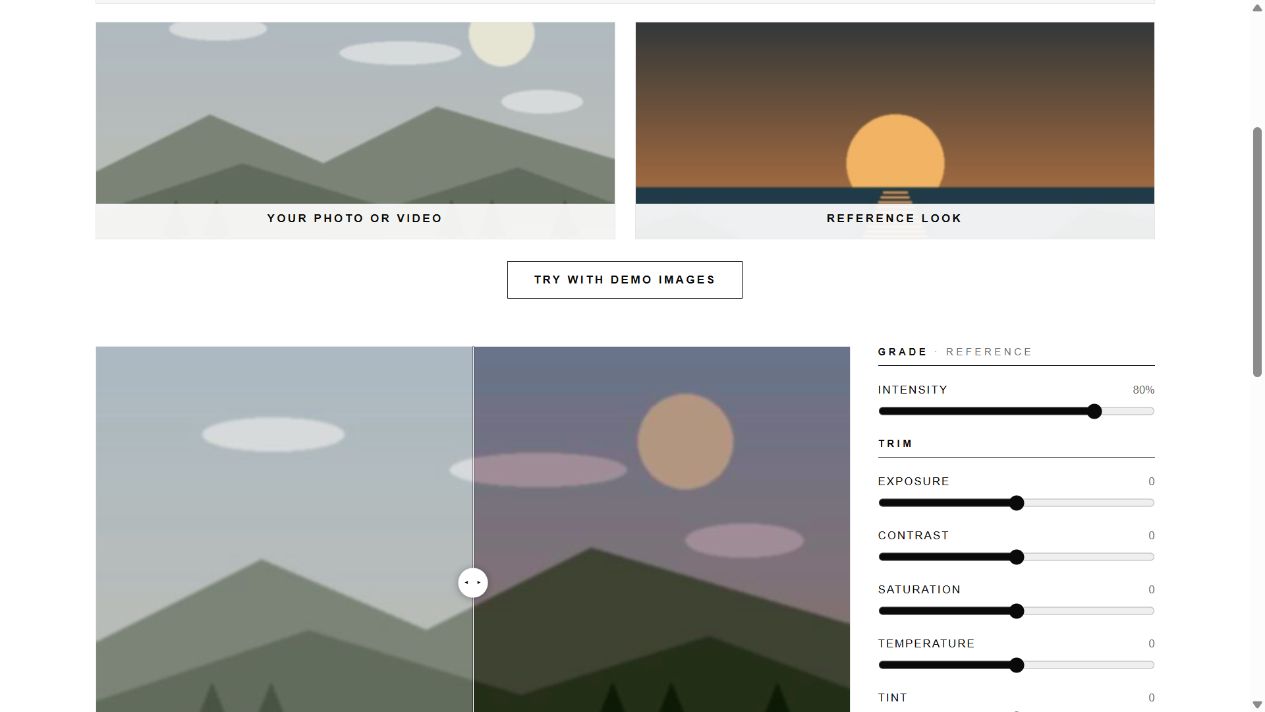 YOUR PHOTO OR VIDEO
REFERENCE LOOK
TRY WITH DEMO IMAGES
GRADE · REFERENCE
INTENSITY 80%
TRIM
EXPOSURE 0
CONTRAST 0
SATURATION 0
TEMPERATURE 0
TINT 0